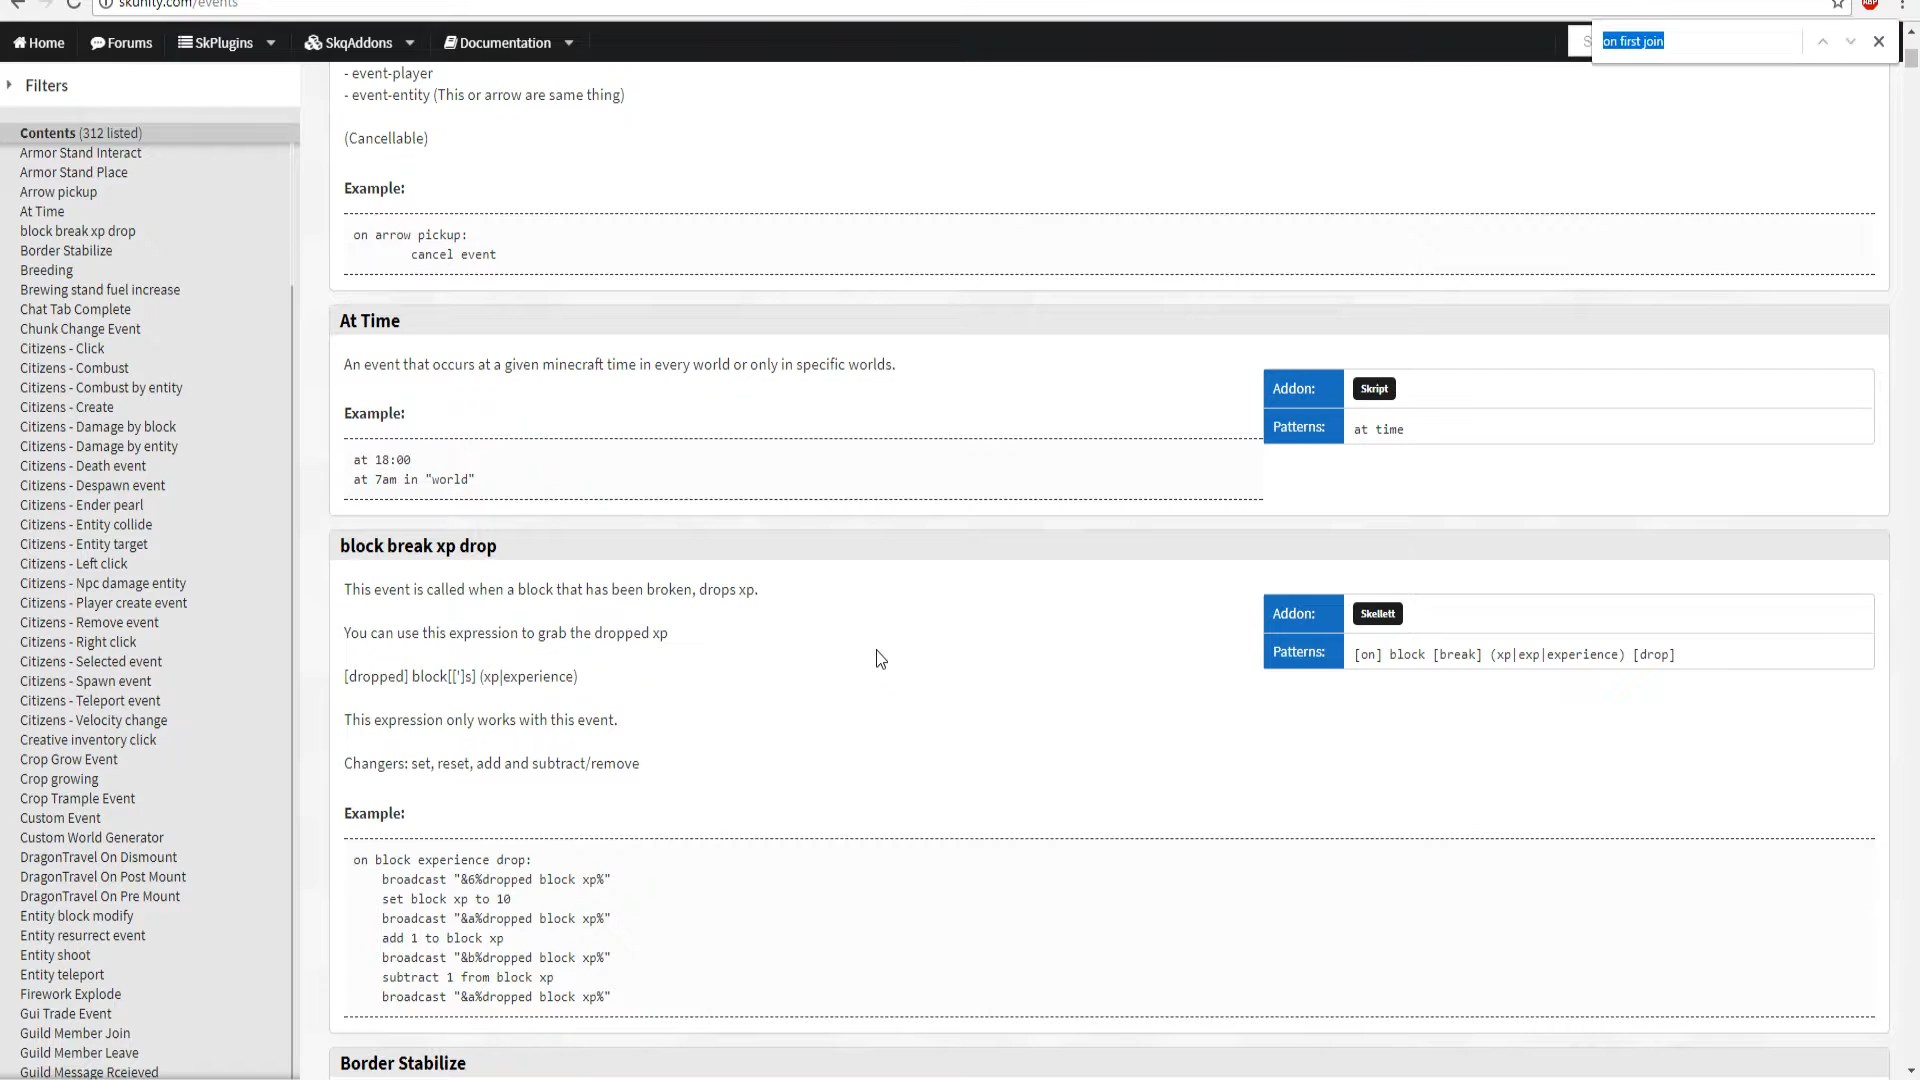 skunity.com/events
Home
Forums
SkPlugins
SkqAddons
Documentation
S
on first join
Filters
Contents (312 listed)
Armor Stand Interact
Armor Stand Place
Arrow pickup
At Time
block break xp drop
Border Stabilize
Breeding
Brewing stand fuel increase
Chat Tab Complete
Chunk Change Event
Citizens - Click
Citizens - Combust
Citizens - Combust by entity
Citizens - Create
Citizens - Damage by block
Citizens - Damage by entity
Citizens - Death event
Citizens - Despawn event
Citizens - Ender pearl
Citizens - Entity collide
Citizens - Entity target
Citizens - Left click
Citizens - Npc damage entity
Citizens - Player create event
Citizens - Remove event
Citizens - Right click
Citizens - Selected event
Citizens - Spawn event
Citizens - Teleport event
Citizens - Velocity change
Creative inventory click
Crop Grow Event
Crop growing
Crop Trample Event
Custom Event
Custom World Generator
DragonTravel On Dismount
DragonTravel On Post Mount
DragonTravel On Pre Mount
Entity block modify
Entity resurrect event
Entity shoot
Entity teleport
Firework Explode
Gui Trade Event
Guild Member Join
Guild Member Leave
Guild Message Rceieved
- event-player
- event-entity (This or arrow are same thing)
(Cancellable)
Example:
on arrow pickup:
cancel event
At Time
An event that occurs at a given minecraft time in every world or only in specific worlds.
Addon: Skript
Patterns: at time
Example:
at 18:00
at 7am in "world"
block break xp drop
This event is called when a block that has been broken, drops xp.
Addon: Skellett
Patterns: [on] block [break] (xp|exp|experience) [drop]
You can use this expression to grab the dropped xp
[dropped] block[[']s] (xp|experience)
This expression only works with this event.
Changers: set, reset, add and subtract/remove
Example:
on block experience drop:
broadcast "&6%dropped block xp%"
set block xp to 10
broadcast "&a%dropped block xp%"
add 1 to block xp
broadcast "&b%dropped block xp%"
subtract 1 from block xp
broadcast "&a%dropped block xp%"
Border Stabilize